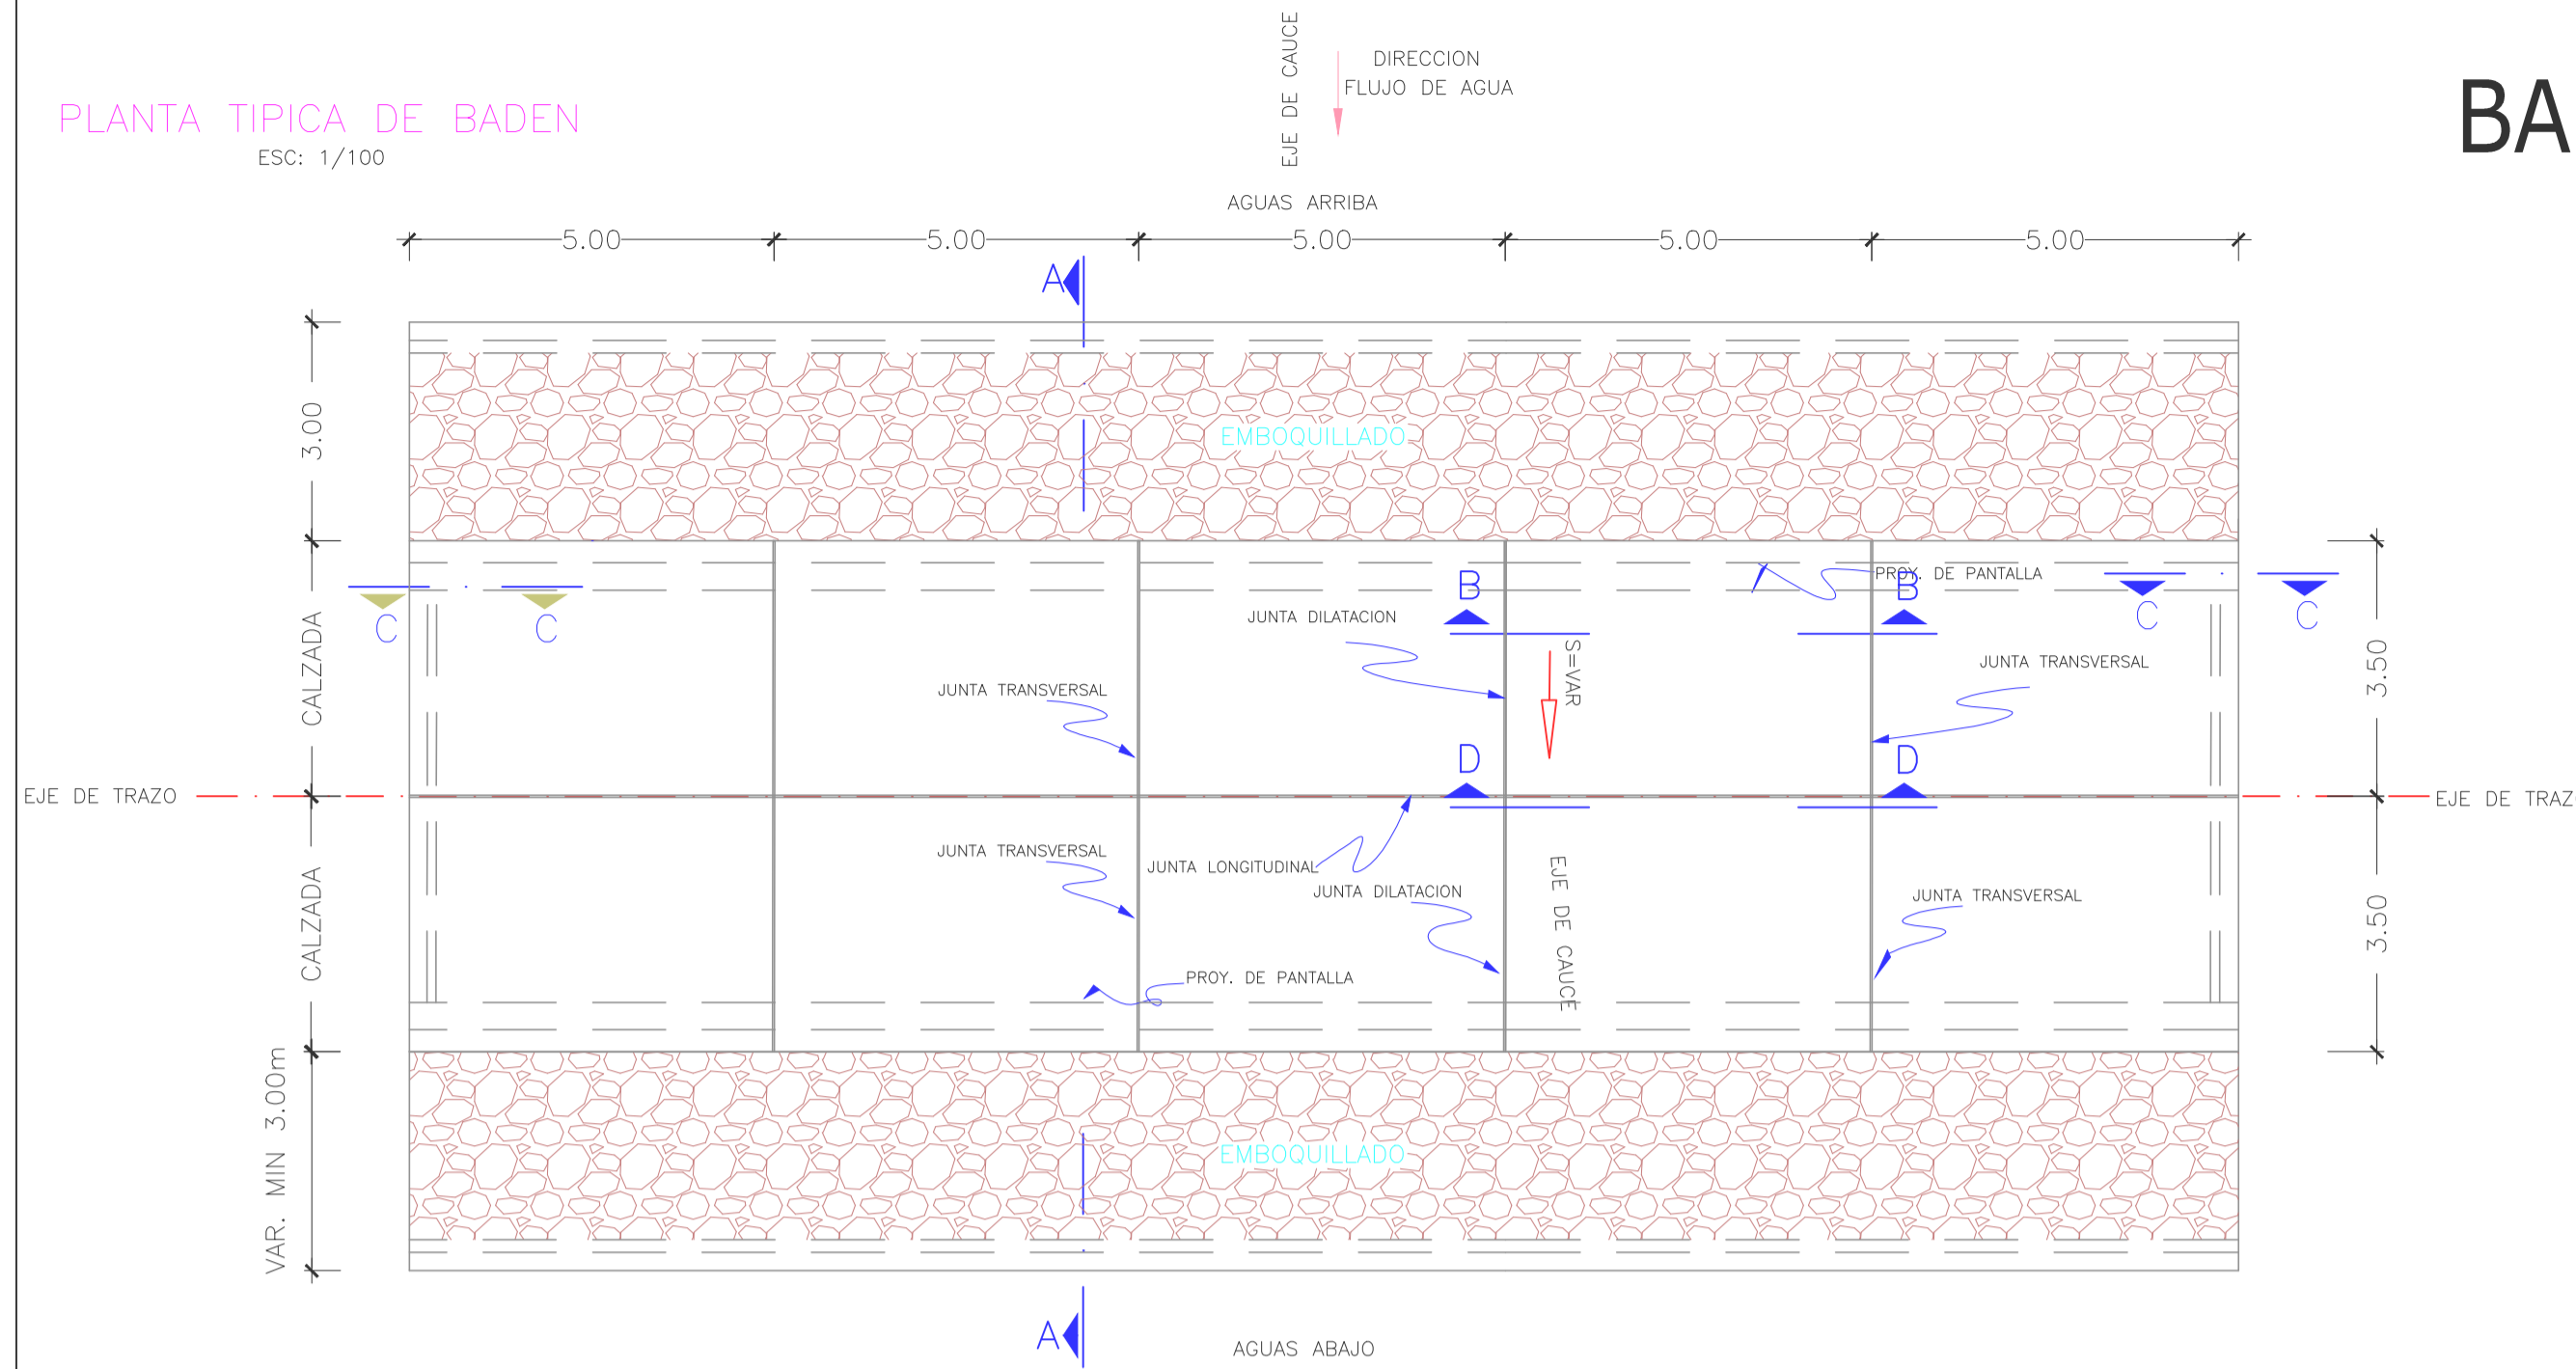 EJE DE CAUCE
DIRECCION
FLUJO DE AGUA
PLANTA TIPICA DE BADEN
ESC: 1/100
BA
AGUAS ARRIBA
5.00
5.00
5.00
5.00
5.00
A
3.00
EMBOQUILLADO
PROY. DE PANTALLA
B
B
C
C
C
C
JUNTA DILATACION
S=VAR
JUNTA TRANSVERSAL
JUNTA TRANSVERSAL
CALZADA
3.50
D
D
EJE DE TRAZO
EJE DE TRAZ
JUNTA TRANSVERSAL
JUNTA LONGITUDINAL
JUNTA DILATACION
JUNTA TRANSVERSAL
EJE DE CAUCE
CALZADA
3.50
PROY. DE PANTALLA
VAR. MIN 3.00m
EMBOQUILLADO
A
AGUAS ABAJO